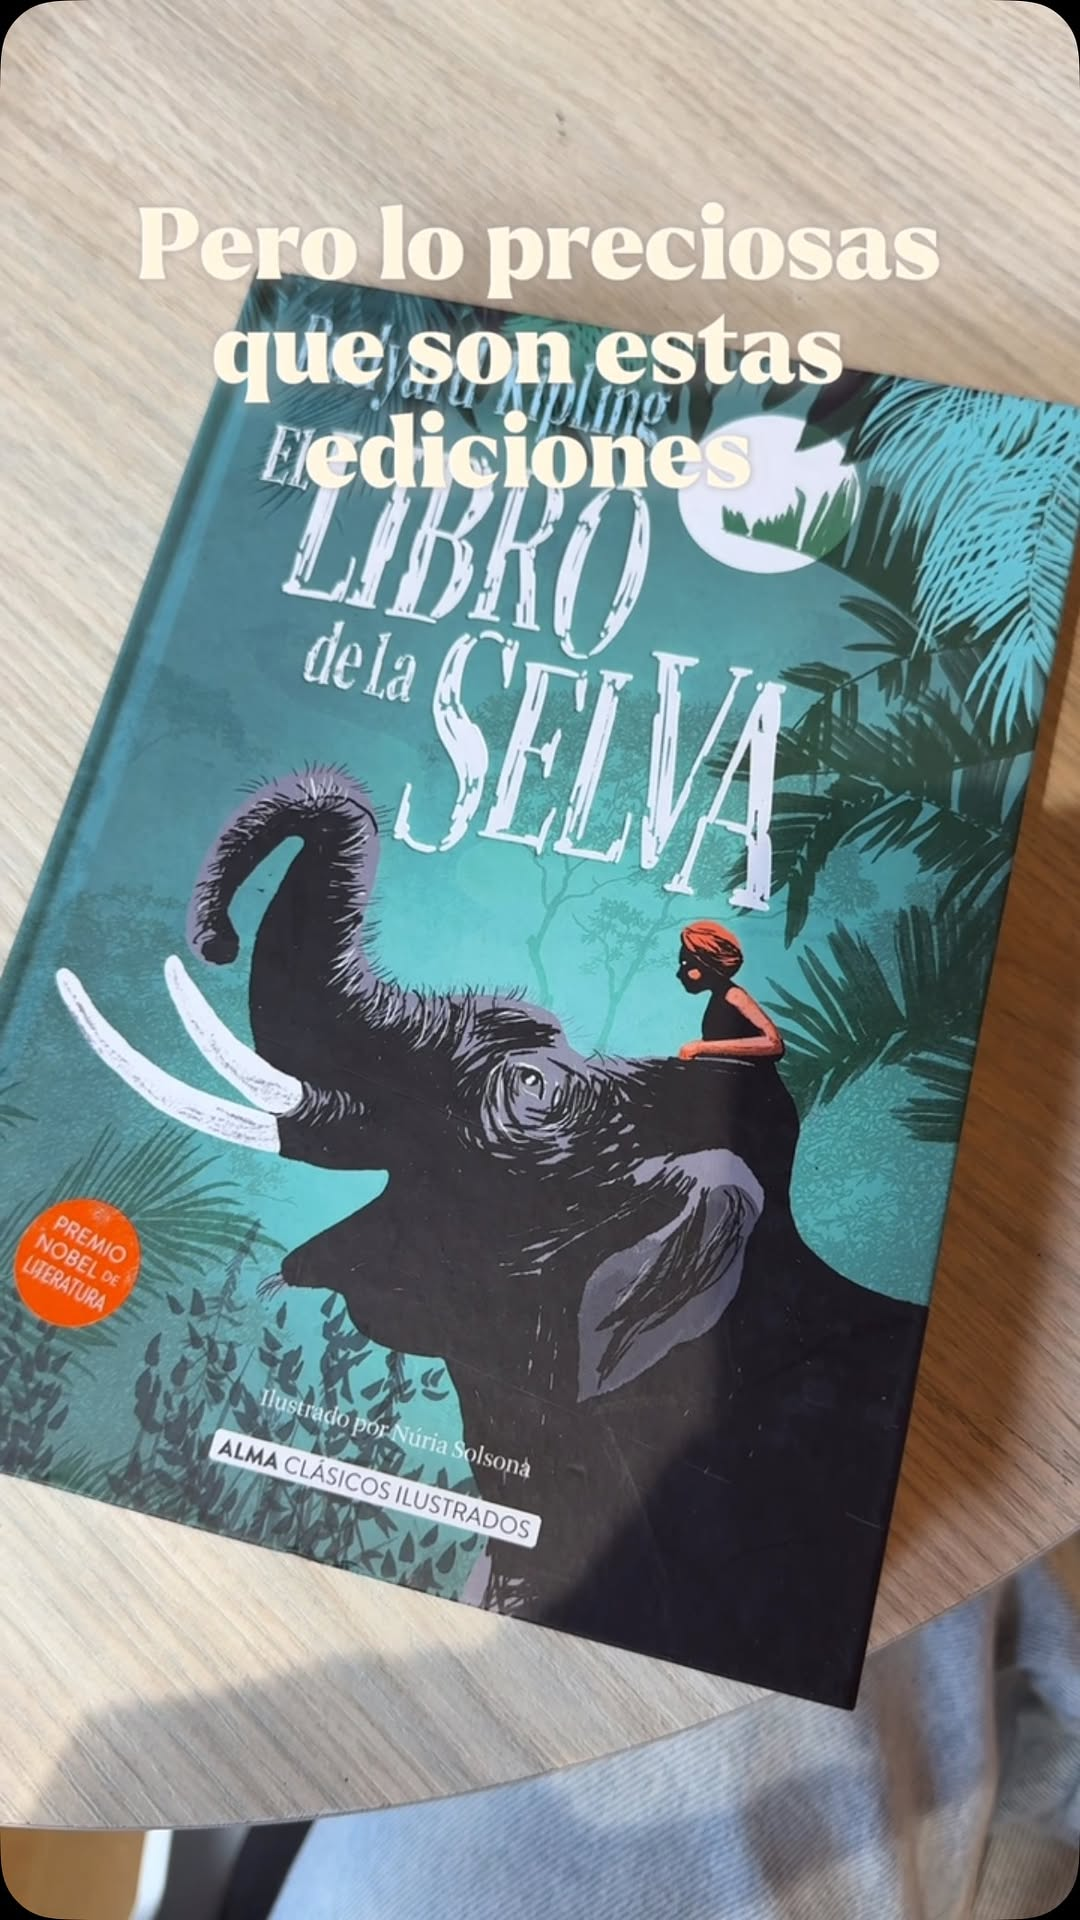 Pero lo preciosas
que son estas
ediciones
Rudyard Kipling
El
LIBRO
de la
SELVA
PREMIO
NOBEL DE
LITERATURA
Ilustrado por Núria Solsona
ALMA CLÁSICOS ILUSTRADOS